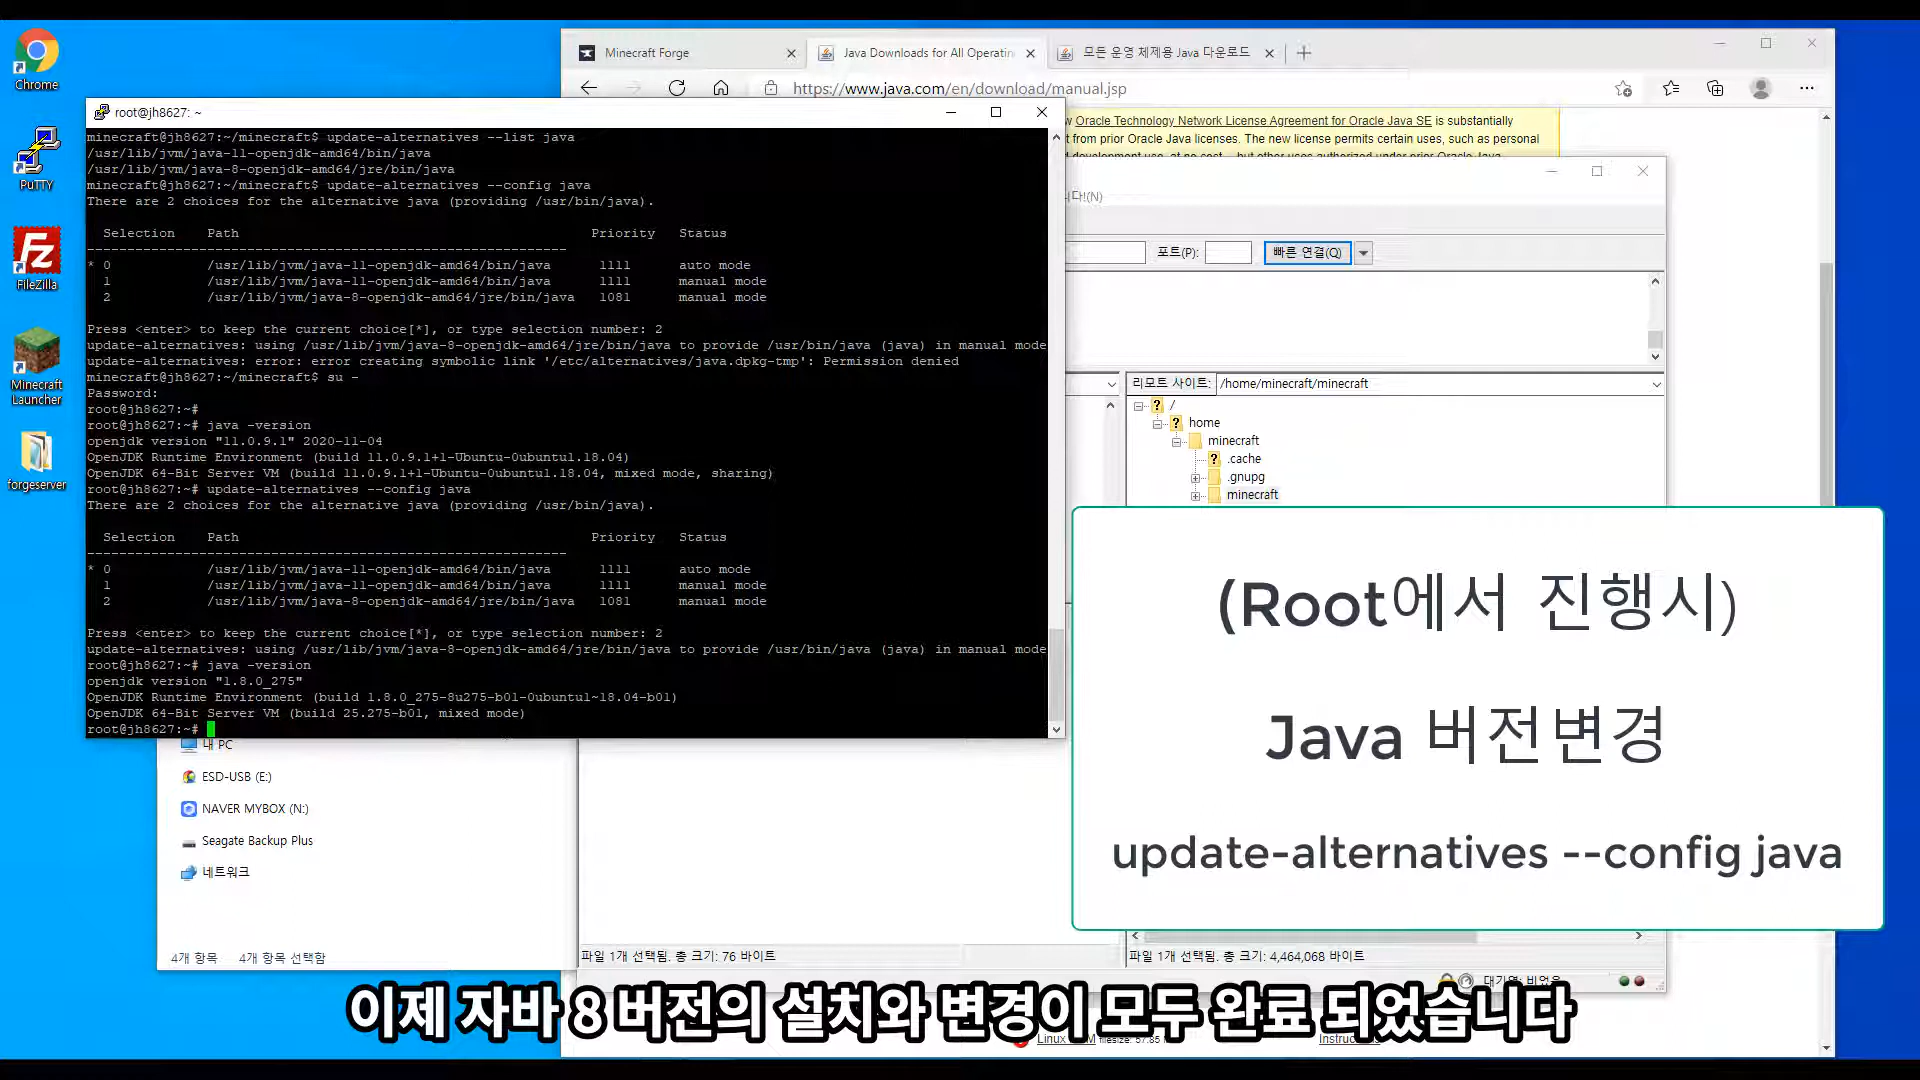 Chrome
PuTTY
FileZilla
Minecraft
Launcher
forgeserver
Minecraft Forge
Java Downloads for All Operatin
모든 운영 체제용 Java 다운로드
https://www.java.com/en/download/manual.jsp
Oracle Technology Network License Agreement for Oracle Java SE is substantially
from prior Oracle Java licenses. The new license permits certain uses, such as personal
root@jh8627: ~
minecraft@jh8627:~/minecraft$ update-alternatives --list java
/usr/lib/jvm/java-11-openjdk-amd64/bin/java
/usr/lib/jvm/java-8-openjdk-amd64/jre/bin/java
minecraft@jh8627:~/minecraft$ update-alternatives --config java
There are 2 choices for the alternative java (providing /usr/bin/java).
Selection Path Priority Status
------------------------------------------------------------
* 0 /usr/lib/jvm/java-11-openjdk-amd64/bin/java 1111 auto mode
1 /usr/lib/jvm/java-11-openjdk-amd64/bin/java 1111 manual mode
2 /usr/lib/jvm/java-8-openjdk-amd64/jre/bin/java 1081 manual mode
Press <enter> to keep the current choice[*], or type selection number: 2
update-alternatives: using /usr/lib/jvm/java-8-openjdk-amd64/jre/bin/java to provide /usr/bin/java (java) in manual mode
update-alternatives: error: error creating symbolic link '/etc/alternatives/java.dpkg-tmp': Permission denied
minecraft@jh8627:~/minecraft$ su -
Password:
root@jh8627:~#
root@jh8627:~# java -version
openjdk version "11.0.9.1" 2020-11-04
OpenJDK Runtime Environment (build 11.0.9.1+1-Ubuntu-0ubuntu1.18.04)
OpenJDK 64-Bit Server VM (build 11.0.9.1+1-Ubuntu-0ubuntu1.18.04, mixed mode, sharing)
root@jh8627:~# update-alternatives --config java
There are 2 choices for the alternative java (providing /usr/bin/java).
Selection Path Priority Status
------------------------------------------------------------
* 0 /usr/lib/jvm/java-11-openjdk-amd64/bin/java 1111 auto mode
1 /usr/lib/jvm/java-11-openjdk-amd64/bin/java 1111 manual mode
2 /usr/lib/jvm/java-8-openjdk-amd64/jre/bin/java 1081 manual mode
Press <enter> to keep the current choice[*], or type selection number: 2
update-alternatives: using /usr/lib/jvm/java-8-openjdk-amd64/jre/bin/java to provide /usr/bin/java (java) in manual mode
root@jh8627:~# java -version
openjdk version "1.8.0_275"
OpenJDK Runtime Environment (build 1.8.0_275-8u275-b01-0ubuntu1~18.04-b01)
OpenJDK 64-Bit Server VM (build 25.275-b01, mixed mode)
root@jh8627:~#
니다!(N)
포트(P):
빠른 연결(Q)
리모트 사이트: /home/minecraft/minecraft
/
home
minecraft
.cache
.gnupg
minecraft
(Root에서 진행시)
Java 버전변경
update-alternatives --config java
내 PC
ESD-USB (E:)
NAVER MYBOX (N:)
Seagate Backup Plus
네트워크
4개 항목 4개 항목 선택함
파일 1개 선택됨. 총 크기: 76 바이트
파일 1개 선택됨. 총 크기: 4,464,068 바이트
대기열: 비었음
이제 자바 8 버전의 설치와 변경이 모두 완료 되었습니다
Linux